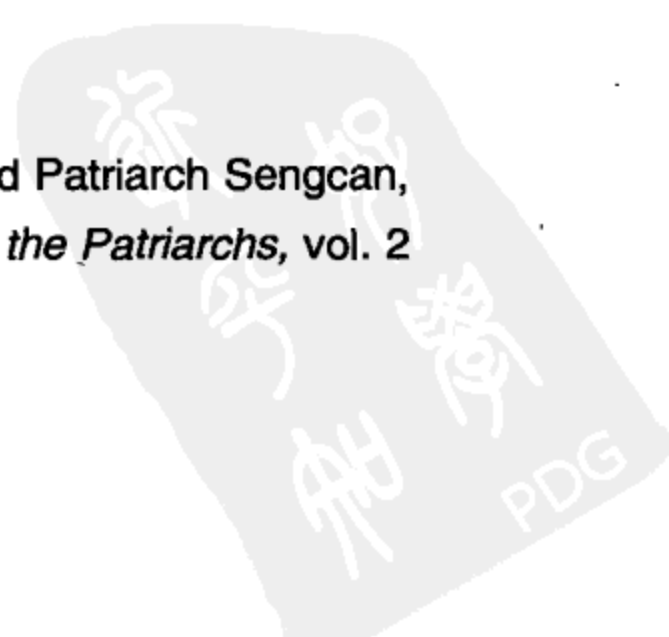 d Patriarch Sengcan,
the Patriarchs, vol. 2
PDG